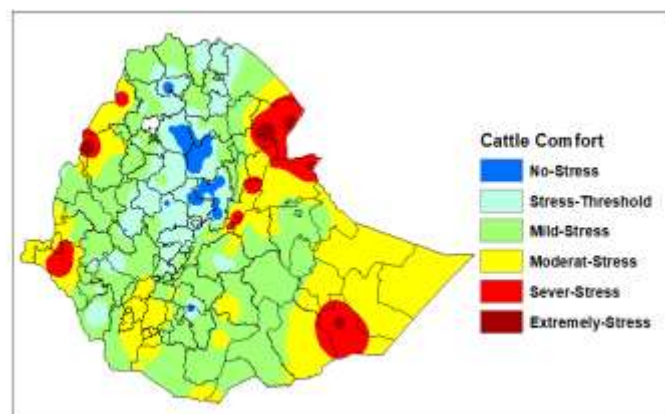 Cattle Comfort
No-Stress
Stress-Threshold
Mild-Stress
Moderat-Stress
Sever-Stress
Extremely-Stress